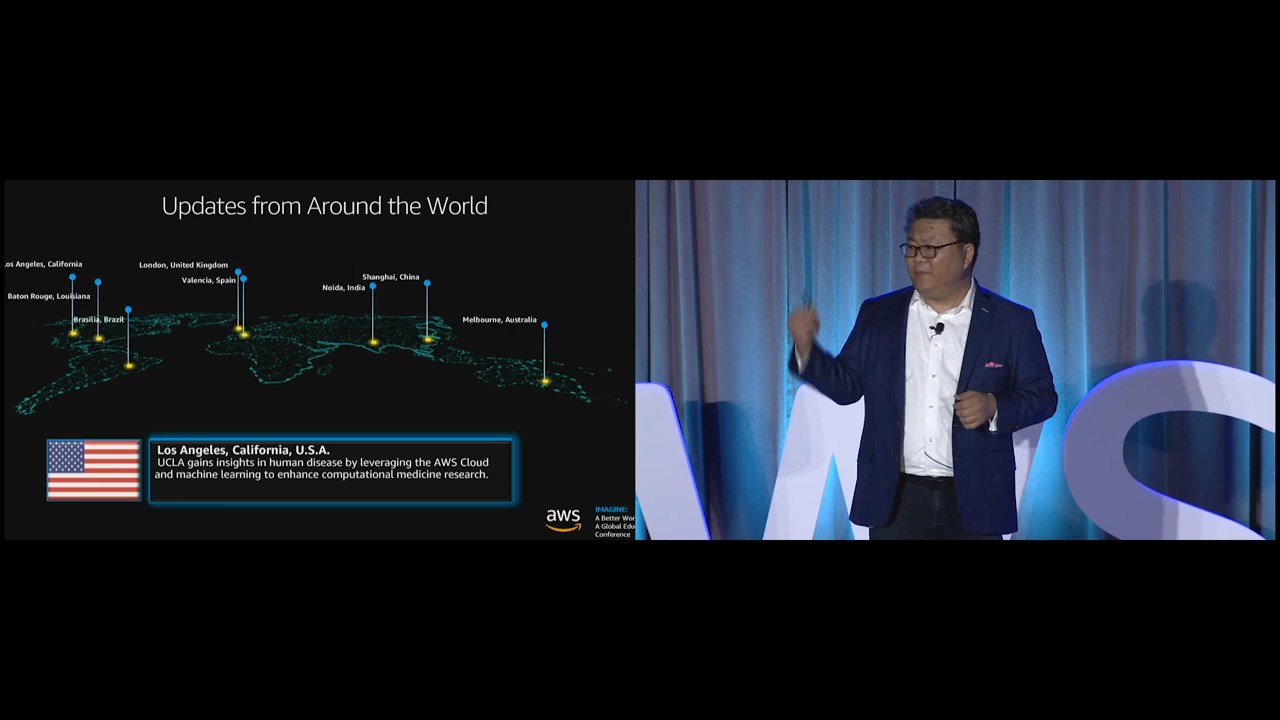 Updates from Around the World
os Angeles, California
London, United Kingdom
Valencia, Spain
Shanghai, China
Noida, India
Baton Rouge, Louisiana
Brasilia, Brazil
Melbourne, Australia
Los Angeles, California, U.S.A.
UCLA gains insights in human disease by leveraging the AWS Cloud
and machine learning to enhance computational medicine research.
aws
IMAGINE:
A Better Wor
A Global Edu
Conference
WS